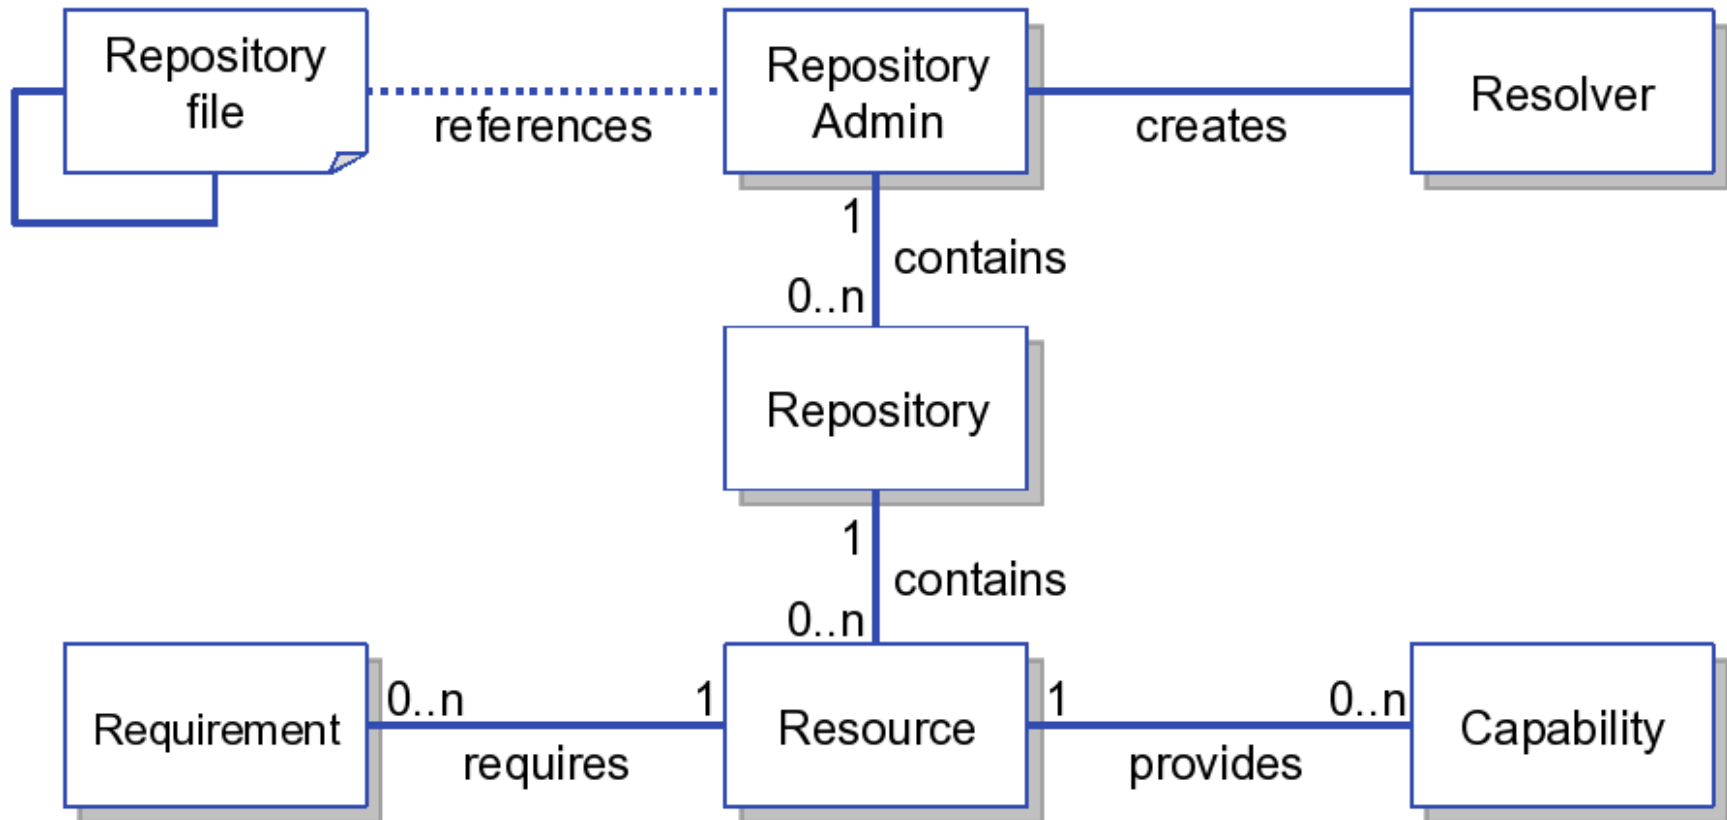 Repository
file
references
Repository
Admin
creates
Resolver
1
contains
0..n
Repository
1
contains
0..n
Requirement
0..n
requires
1
Resource
1
provides
0..n
Capability